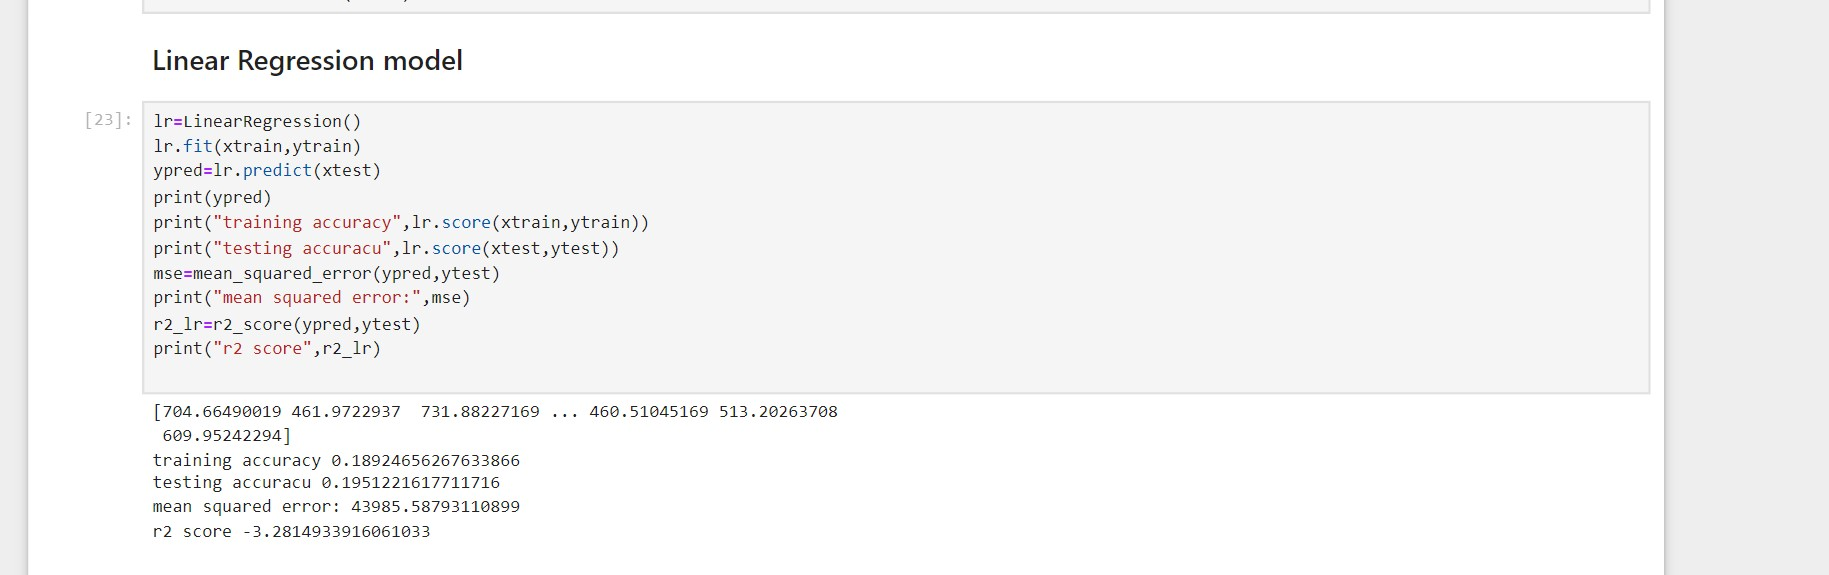 Linear Regression model
[23]:
lr=LinearRegression()
lr.fit(xtrain,ytrain)
ypred=lr.predict(xtest)
print(ypred)
print("training accuracy",lr.score(xtrain,ytrain))
print("testing accuracu",lr.score(xtest,ytest))
mse=mean_squared_error(ypred,ytest)
print("mean squared error:",mse)
r2_lr=r2_score(ypred,ytest)
print("r2 score",r2_lr)
[704.66490019 461.9722937  731.88227169 ... 460.51045169 513.20263708
 609.95242294]
training accuracy 0.18924656267633866
testing accuracu 0.1951221617711716
mean squared error: 43985.58793110899
r2 score -3.2814933916061033